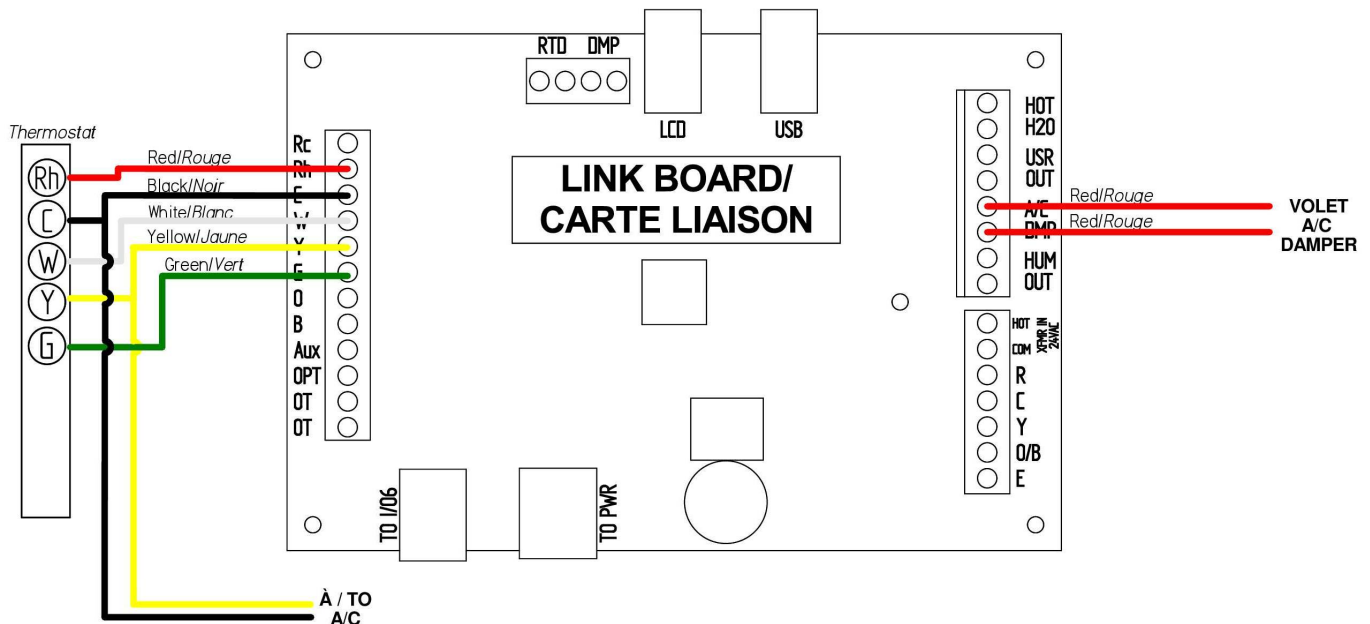 Thermostat
Rh
C
W
Y
G
Red/Rouge
Black/Noir
White/Blanc
Yellow/Jaune
Green/Vert
Rc
Rh
C
W
Y
G
O
B
Aux
OPT
OT
OT
RTD DMP
LCD
USB
LINK BOARD/
CARTE LIAISON
TO I/O6
TO PWR
HOT
H2O
USR
OUT
A/C
DMP
HUM
OUT
HOT
COM
XFMR IN
24VAC
R
C
Y
O/B
E
Red/Rouge
Red/Rouge
VOLET
A/C
DAMPER
À / TO
A/C